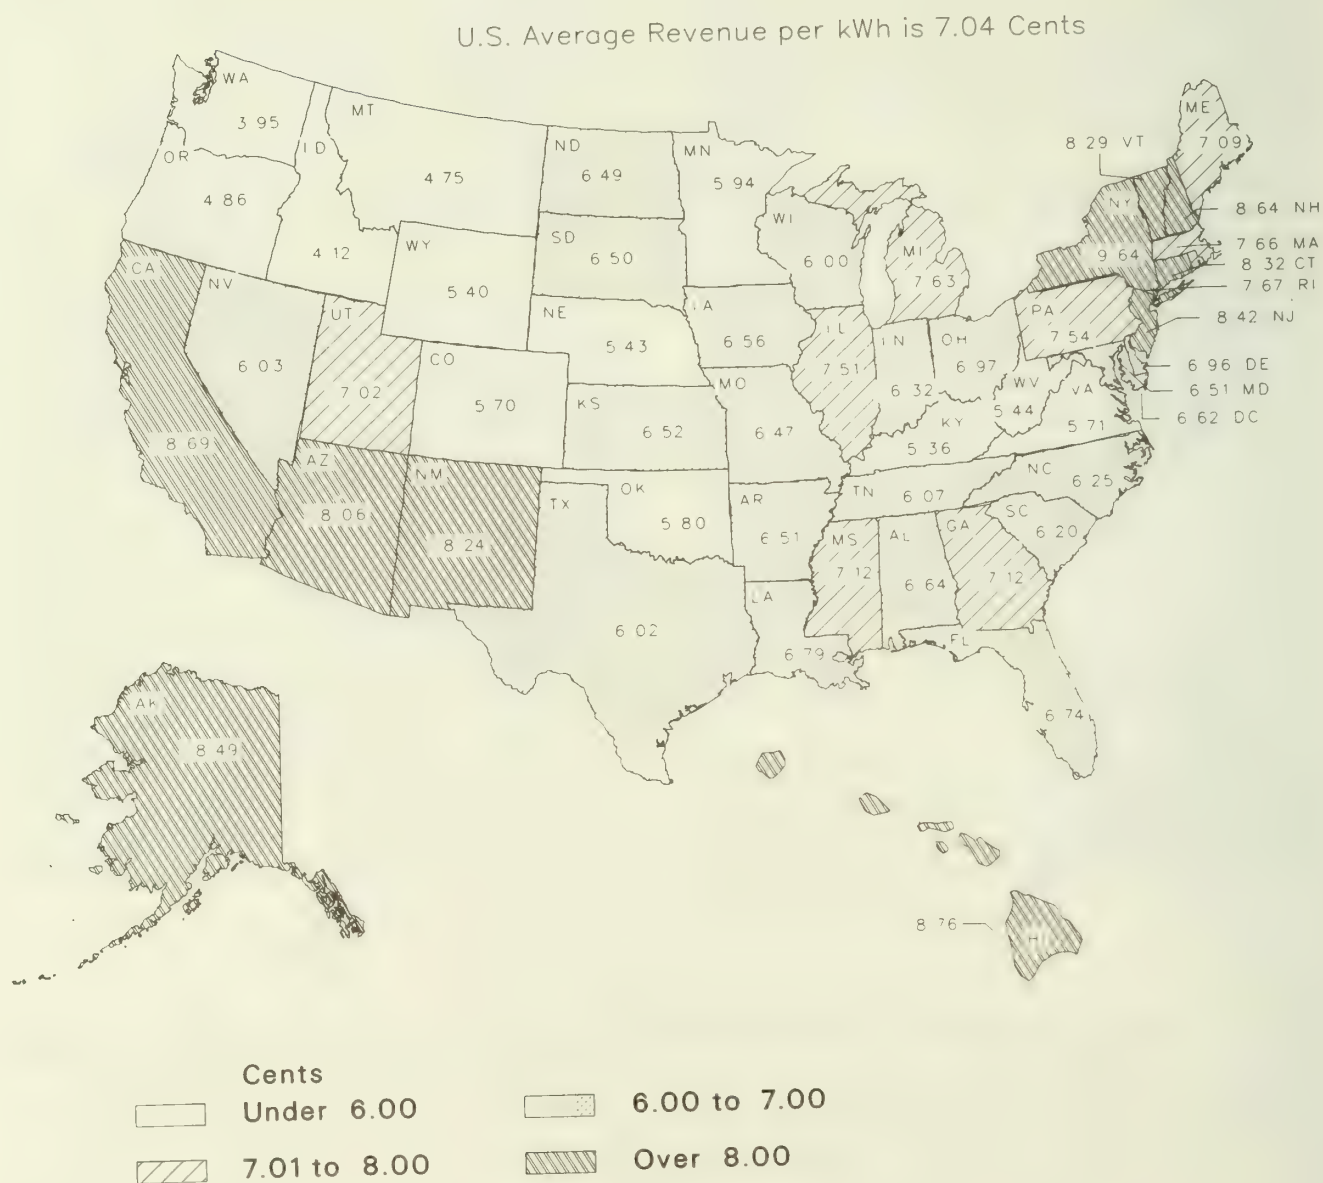 U.S. Average Revenue per kWh is 7.04 Cents
WA
3 95
MT
4 75
ID
4 12
OR
4 86
ND
6 49
MN
5 94
ME
7 09
8 29 VT
NY
9 64
8 64 NH
7 66 MA
8 32 CT
7 67 RI
8 42 NJ
6 96 DE
6 51 MD
6 62 DC
WI
6 00
MI
7 63
SD
6 50
WY
5 40
CA
8 69
NV
6 03
UT
7 02
CO
5 70
NE
5 43
IA
6 56
IL
7 51
IN
6 32
OH
6 97
PA
7 54
WV
5 44
VA
5 71
KS
6 52
MO
6 47
KY
5 36
AZ
8 06
NM
8 24
TX
6 02
OK
5 80
AR
6 51
TN
6 07
NC
6 25
SC
6 20
MS
7 12
AL
6 64
GA
7 12
LA
6 79
FL
6 74
AK
8 49
8 76
HI
Cents
Under 6.00
6.00 to 7.00
7.01 to 8.00
Over 8.00